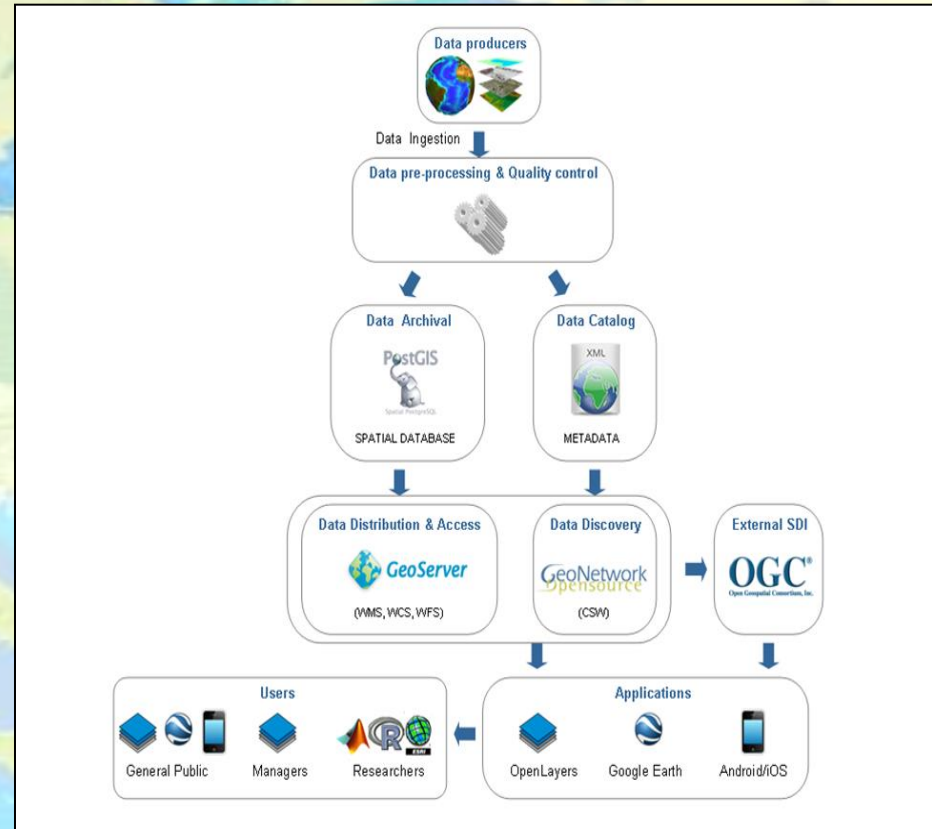 Data producers
Data Ingestion
Data pre-processing & Quality control
Data Archival
PostGIS
Spatial PostgreSQL
SPATIAL DATABASE
Data Catalog
XML
METADATA
Data Distribution & Access
GeoServer
(WMS, WCS, WFS)
Data Discovery
GeoNetwork
Opensource
(CSW)
External SDI
OGC®
Open Geospatial Consortium, Inc.
Users
General Public
Managers
R
ESRI
Researchers
Applications
OpenLayers
Google Earth
Android/iOS